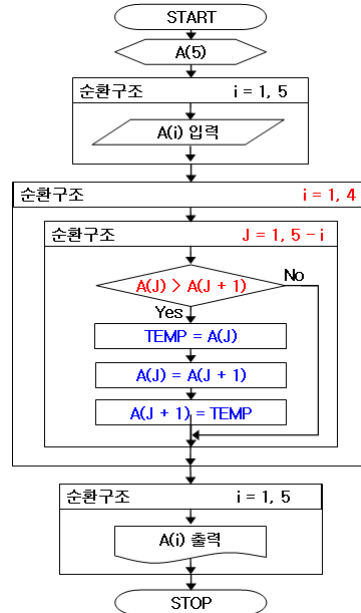 START
A(5)
순환구조 i = 1, 5
A(i) 입력
순환구조 i = 1, 4
순환구조 J = 1, 5 - i
A(J) > A(J + 1)
No
Yes
TEMP = A(J)
A(J) = A(J + 1)
A(J + 1) = TEMP
순환구조 i = 1, 5
A(i) 출력
STOP